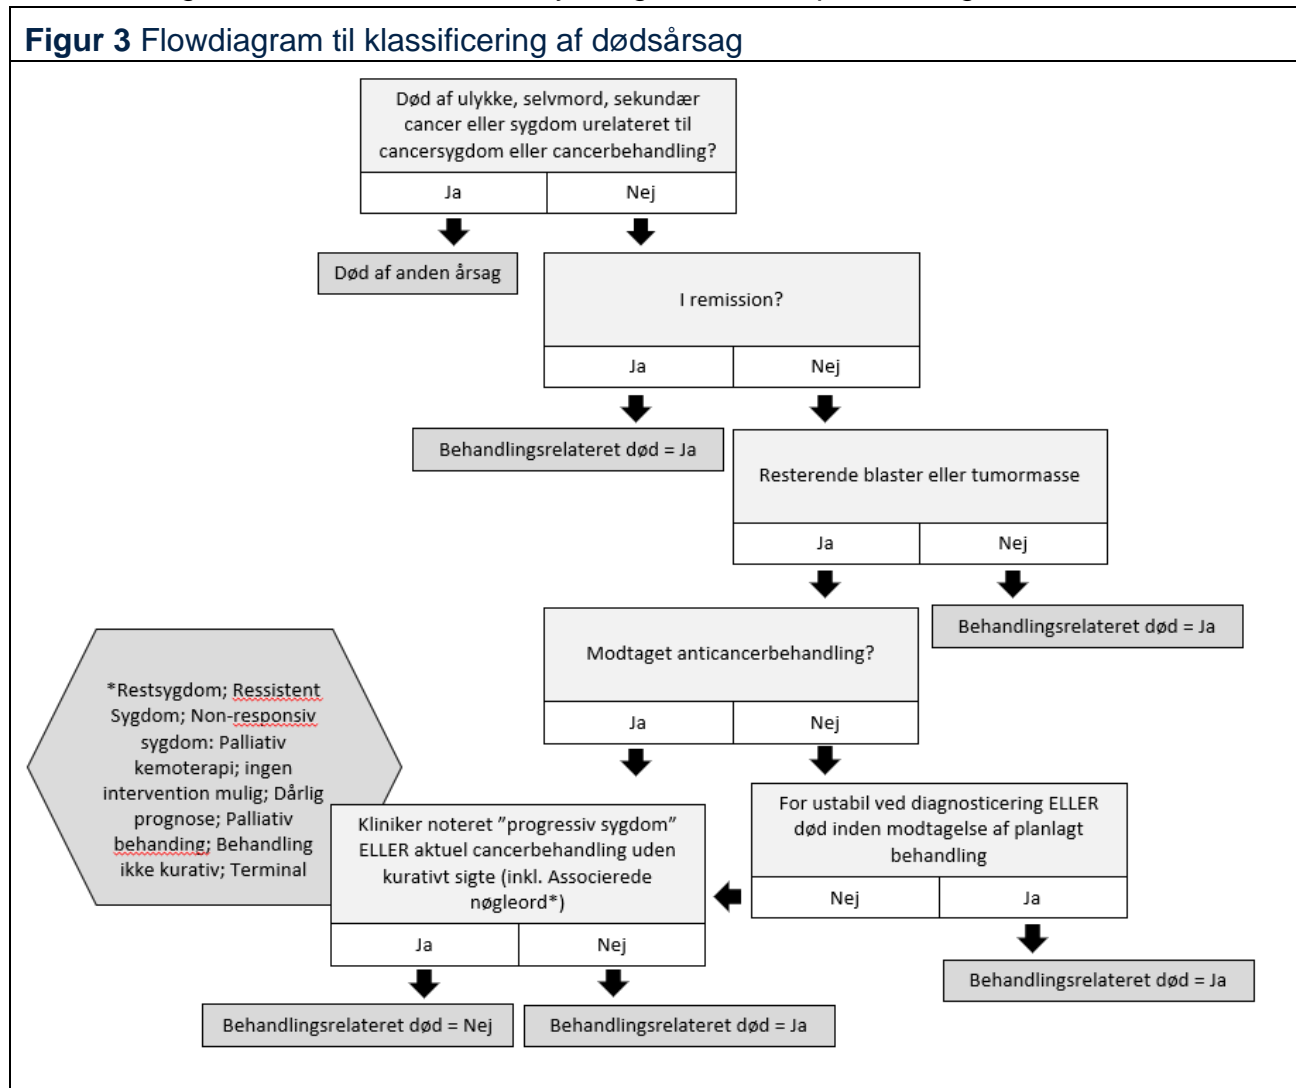 Figur 3 Flowdiagram til klassificering af dødsårsag
Død af ulykke, selvmord, sekundær
cancer eller sygdom urelateret til
cancersygdom eller cancerbehandling?
Ja
Nej
Død af anden årsag
I remission?
Ja
Nej
Behandlingsrelateret død = Ja
Resterende blaster eller tumormasse
Ja
Nej
Behandlingsrelateret død = Ja
Modtaget anticancerbehandling?
Ja
Nej
*Restsygdom; Ressistent
Sygdom; Non-responsiv
sygdom: Palliativ
kemoterapi; ingen
intervention mulig; Dårlig
prognose; Palliativ
behanding; Behandling
ikke kurativ; Terminal
For ustabil ved diagnosticering ELLER
død inden modtagelse af planlagt
behandling
Nej
Ja
Kliniker noteret ”progressiv sygdom”
ELLER aktuel cancerbehandling uden
kurativt sigte (inkl. Associerede
nøgleord*)
Ja
Nej
Behandlingsrelateret død = Ja
Behandlingsrelateret død = Nej
Behandlingsrelateret død = Ja